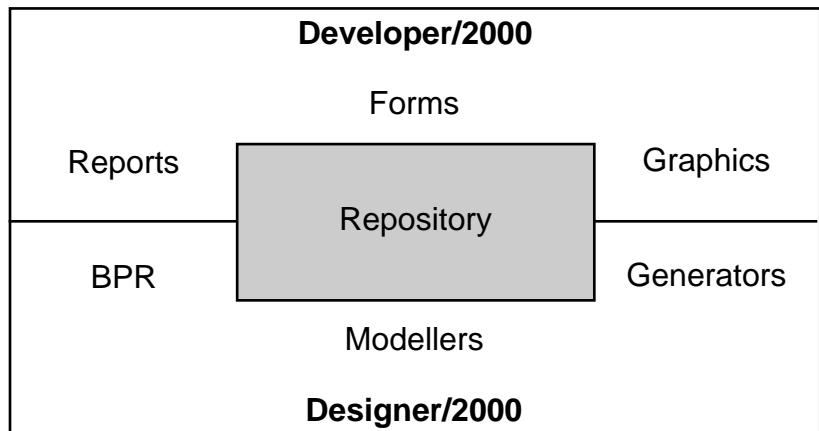 Developer/2000
Forms
Reports
Graphics
Repository
BPR
Generators
Modellers
Designer/2000